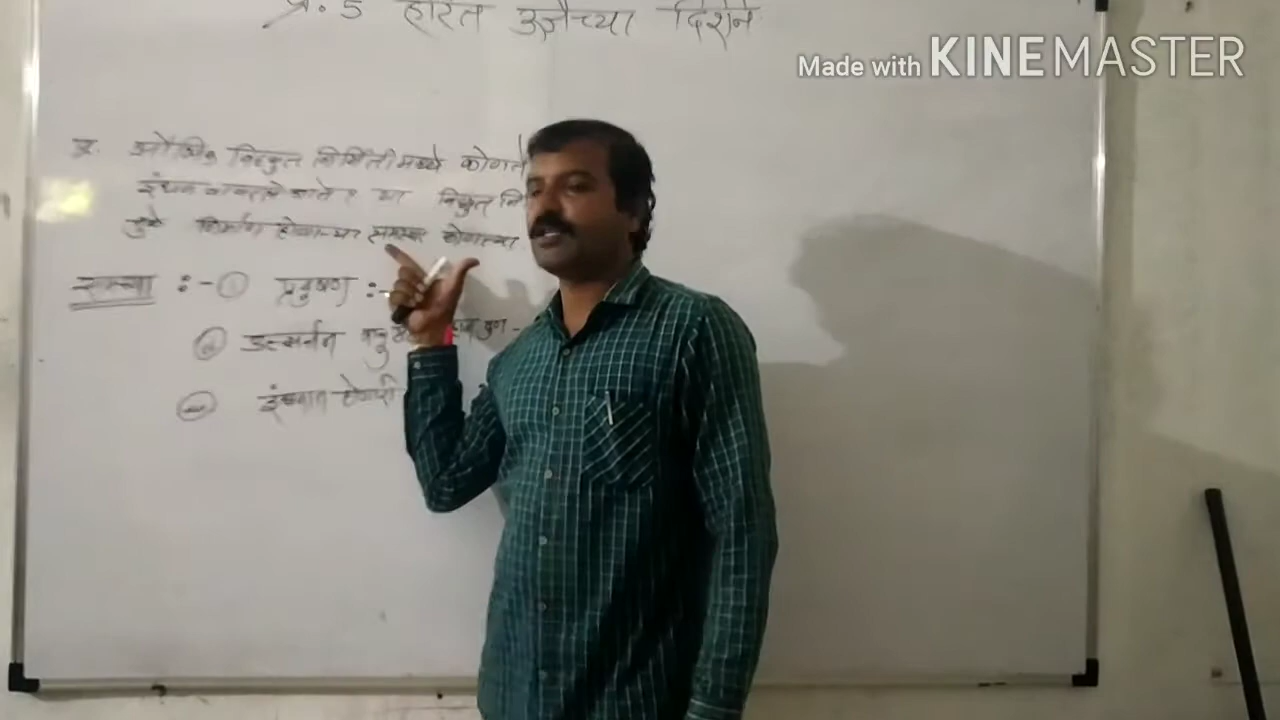 प्र. 5 हरित उर्जेच्या दिशेने
Made with KINEMASTER
प्र. औष्णिक विद्युत निर्मितीमध्ये कोणते
इंधन वापरले जाते? या विद्युत नि
मुळे निर्माण होणाऱ्या समस्या कोणत्या
समस्या :- ① प्रदुषण :-
② उत्सर्जन वायु
③ इंधनात होणारी